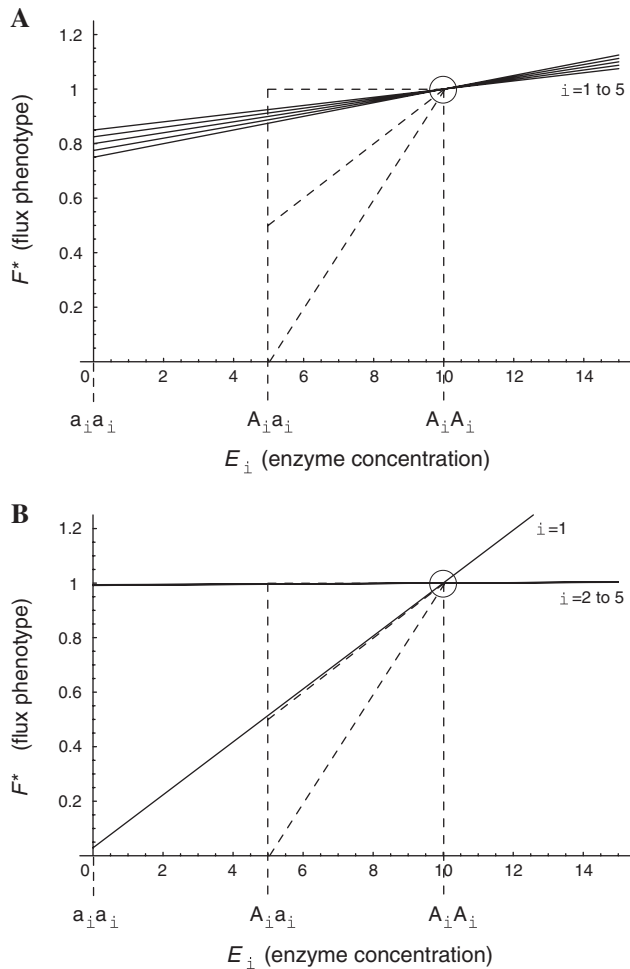 A
1.2
1
0.8
0.6
0.4
0.2
F* (flux phenotype)
i=1 to 5
0 2 4 6 8 10 12 14
aᵢaᵢ Aᵢaᵢ AᵢAᵢ
Eᵢ (enzyme concentration)
B
1.2
1
0.8
0.6
0.4
0.2
F* (flux phenotype)
i=1
i=2 to 5
0 2 4 6 8 10 12 14
aᵢaᵢ Aᵢaᵢ AᵢAᵢ
Eᵢ (enzyme concentration)